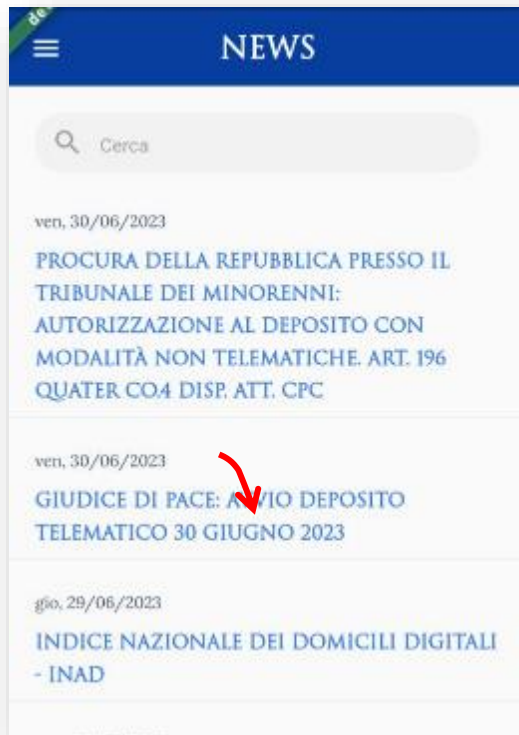 NEWS
Cerca
ven, 30/06/2023
PROCURA DELLA REPUBBLICA PRESSO IL
TRIBUNALE DEI MINORENNI:
AUTORIZZAZIONE AL DEPOSITO CON
MODALITÀ NON TELEMATICHE. ART. 196
QUATER CO.4 DISP. ATT. CPC
ven, 30/06/2023
GIUDICE DI PACE: AVVIO DEPOSITO
TELEMATICO 30 GIUGNO 2023
gio, 29/06/2023
INDICE NAZIONALE DEI DOMICILI DIGITALI
- INAD